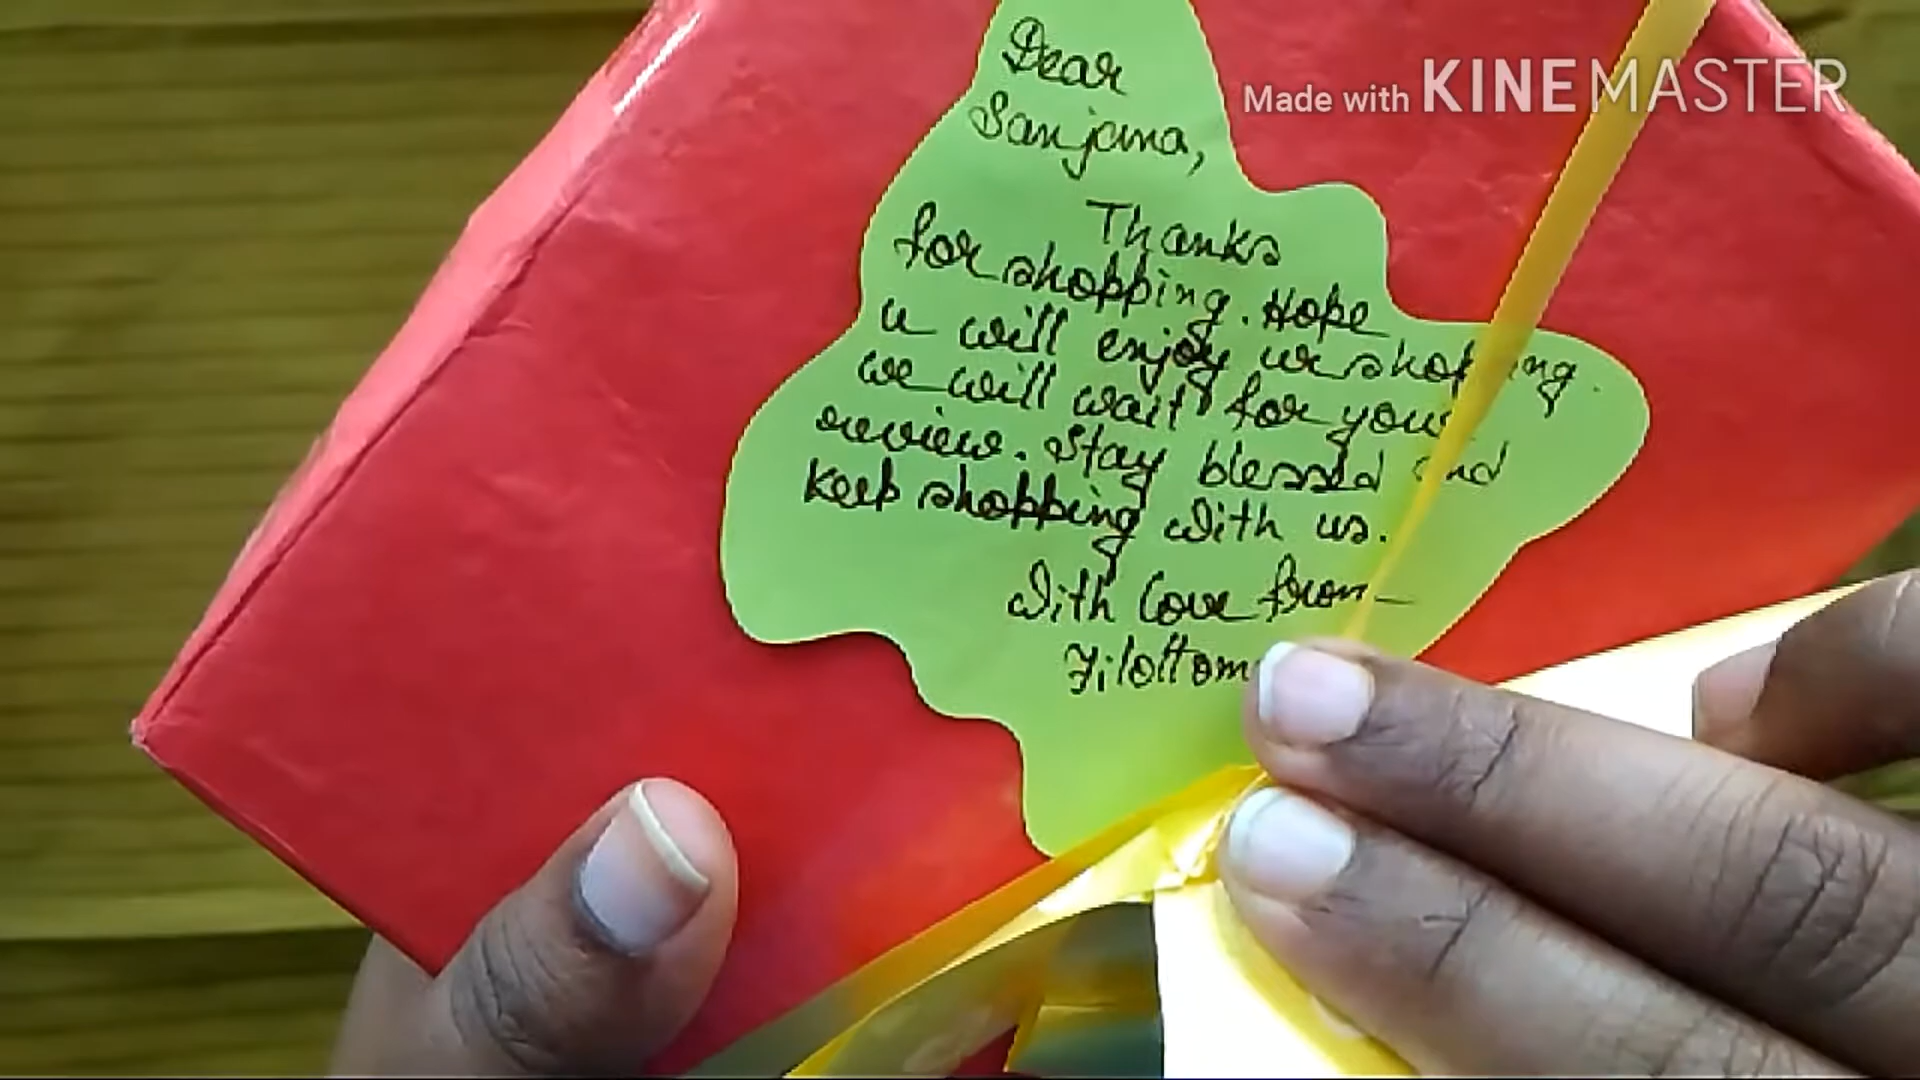 Made with KINEMASTER
Dear
Sanjana,
Thanks
for shopping. Hope
u will enjoy ur shopping.
we will wait for your
review. Stay blessed and
keep shopping with us.
With love from—